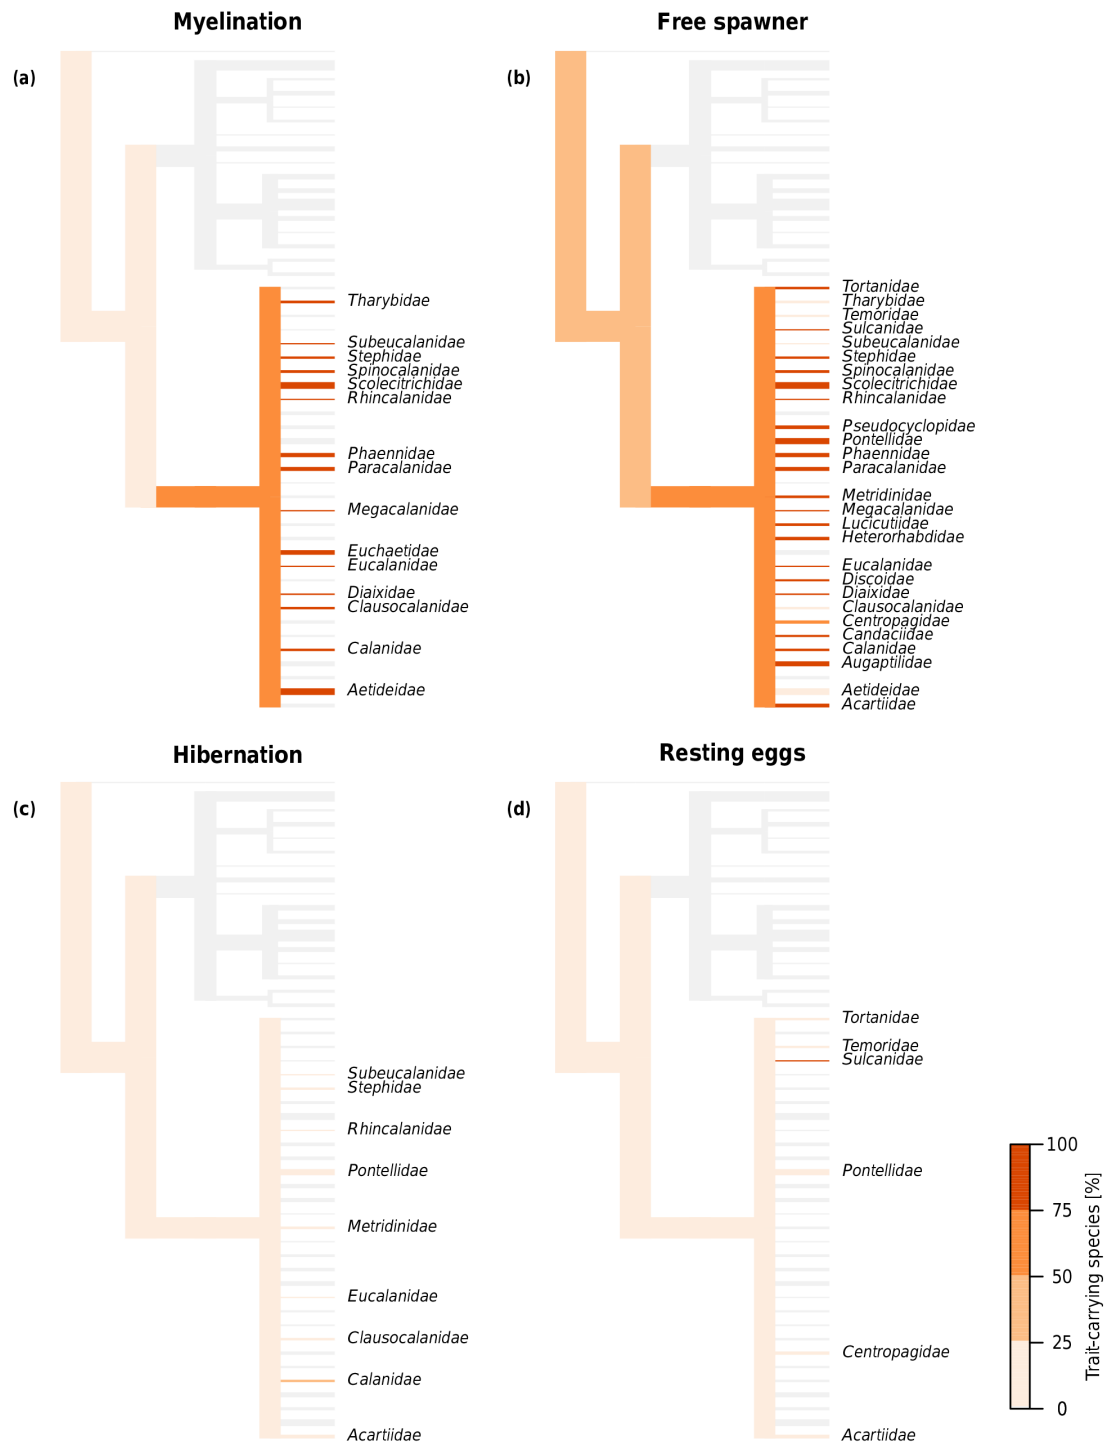 Myelination
(a)
Tharybidae
Subeucalanidae
Stephidae
Spinocalanidae
Scolecitrichidae
Rhincalanidae
Phaennidae
Paracalanidae
Megacalanidae
Euchaetidae
Eucalanidae
Diaixidae
Clausocalanidae
Calanidae
Aetideidae
Free spawner
(b)
Tortanidae
Tharybidae
Temoridae
Sulcanidae
Subeucalanidae
Stephidae
Spinocalanidae
Scolecitrichidae
Rhincalanidae
Pseudocyclopidae
Pontellidae
Phaennidae
Paracalanidae
Metridinidae
Megacalanidae
Lucicutiidae
Heterorhabdidae
Eucalanidae
Discoidae
Diaixidae
Clausocalanidae
Centropagidae
Candaciidae
Calanidae
Augaptilidae
Aetideidae
Acartiidae
Hibernation
(c)
Subeucalanidae
Stephidae
Rhincalanidae
Pontellidae
Metridinidae
Eucalanidae
Clausocalanidae
Calanidae
Acartiidae
Resting eggs
(d)
Tortanidae
Temoridae
Sulcanidae
Pontellidae
Centropagidae
Acartiidae
100
75
50
25
0
Trait-carrying species [%]